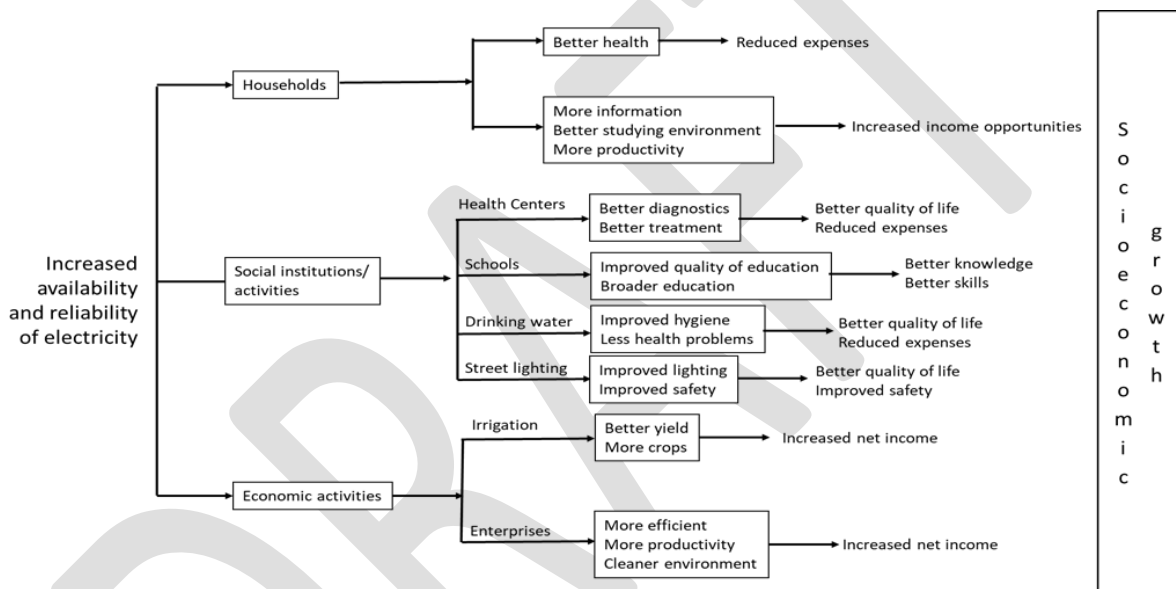 Increased
availability
and reliability
of electricity
Households
Better health
Reduced expenses
More information
Better studying environment
More productivity
Increased income opportunities
Social institutions/
activities
Health Centers
Better diagnostics
Better treatment
Better quality of life
Reduced expenses
Schools
Improved quality of education
Broader education
Better knowledge
Better skills
Drinking water
Improved hygiene
Less health problems
Better quality of life
Reduced expenses
Street lighting
Improved lighting
Improved safety
Better quality of life
Improved safety
Economic activities
Irrigation
Better yield
More crops
Increased net income
Enterprises
More efficient
More productivity
Cleaner environment
Increased net income
Socioeconomic
growth
DRAFT